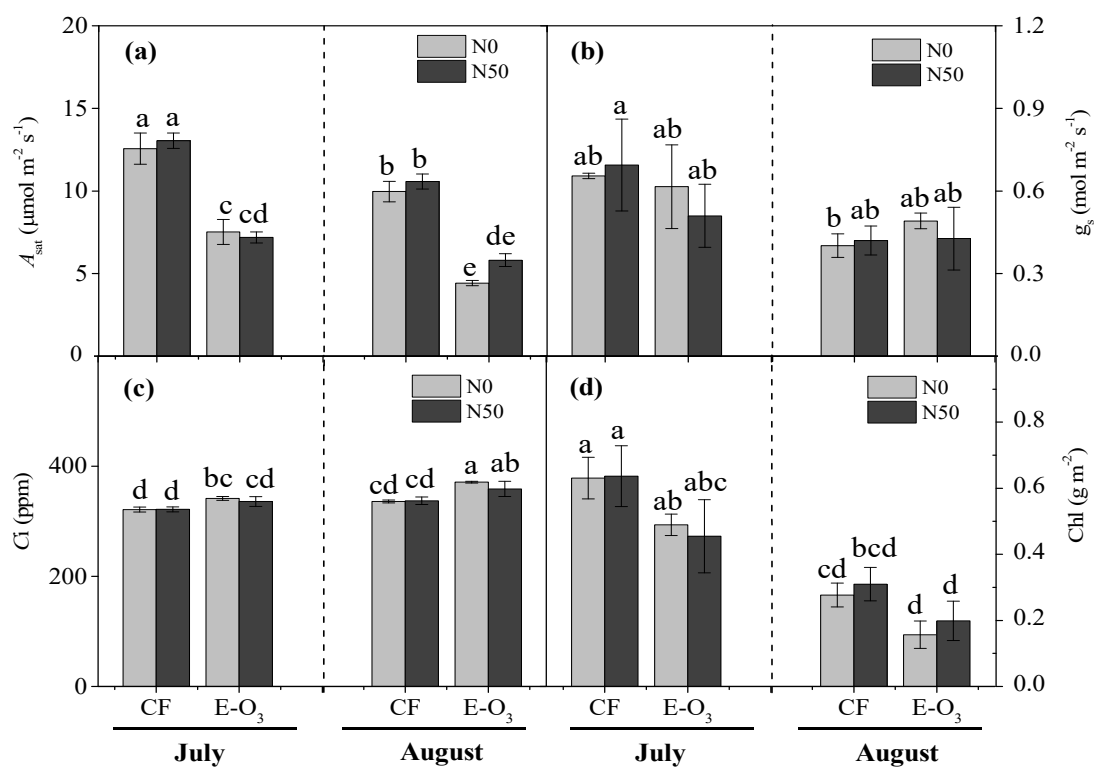 20 (a) N0 (b) N0 1.2
N50 N50
15 a a a 0.9
b b ab ab ab
10 c cd ab ab 0.6
de b ab
5 e 0.3
0 0.0
A_sat (μmol m⁻² s⁻¹)
g_s (mol m⁻² s⁻¹)
(c) N0 (d) N0
N50 N50
0.8
400 d d bc cd cd cd a ab a a ab abc 0.6
0.4
200 cd bcd d d 0.2
0 0.0
Ci (ppm)
Chl (g m⁻²)
CF E-O₃ CF E-O₃ CF E-O₃ CF E-O₃
July August July August